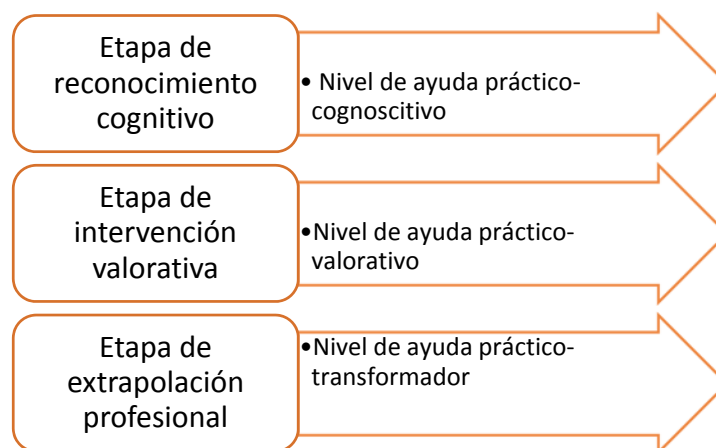 Etapa de
reconocimiento
cognitivo
• Nivel de ayuda práctico-
cognoscitivo
Etapa de
intervención
valorativa
•Nivel de ayuda práctico-
valorativo
Etapa de
extrapolación
profesional
•Nivel de ayuda práctico-
transformador